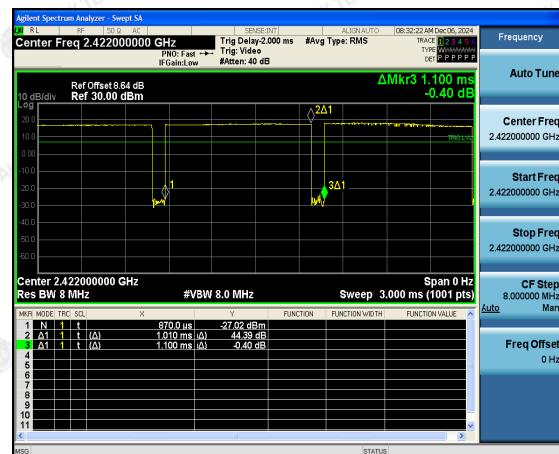 Agilent Spectrum Analyzer - Swept SA
RL RF 50 Ω AC SENSE:INT ALIGNAUTO 08:32:22 AM Dec 06, 2024
Center Freq 2.422000000 GHz
PNO: Fast
IFGain:Low
Trig Delay-2.000 ms
Trig: Video
#Atten: 40 dB
#Avg Type: RMS
TRACE 1 2 3 4 5 6
TYPE WWWWWW
DET P P P P P P
Ref Offset 8.64 dB
10 dB/div Ref 30.00 dBm
Log
ΔMkr3 1.100 ms
-0.40 dB
20.0
10.0
0.00
-10.0
-20.0
-30.0
-40.0
-50.0
-60.0
2Δ1
TRIG LVL
1
3Δ1
Center 2.422000000 GHz Span 0 Hz
Res BW 8 MHz #VBW 8.0 MHz Sweep 3.000 ms (1001 pts)
MKR MODE TRC SCL X Y FUNCTION FUNCTION WIDTH FUNCTION VALUE
1 N 1 t 870.0 µs -27.02 dBm
2 Δ1 1 t (Δ) 1.010 ms (Δ) 44.39 dB
3 Δ1 1 t (Δ) 1.100 ms (Δ) -0.40 dB
4
5
6
7
8
9
10
11
MSG STATUS
Frequency
Auto Tune
Center Freq
2.422000000 GHz
Start Freq
2.422000000 GHz
Stop Freq
2.422000000 GHz
CF Step
8.000000 MHz
Auto Man
Freq Offset
0 Hz